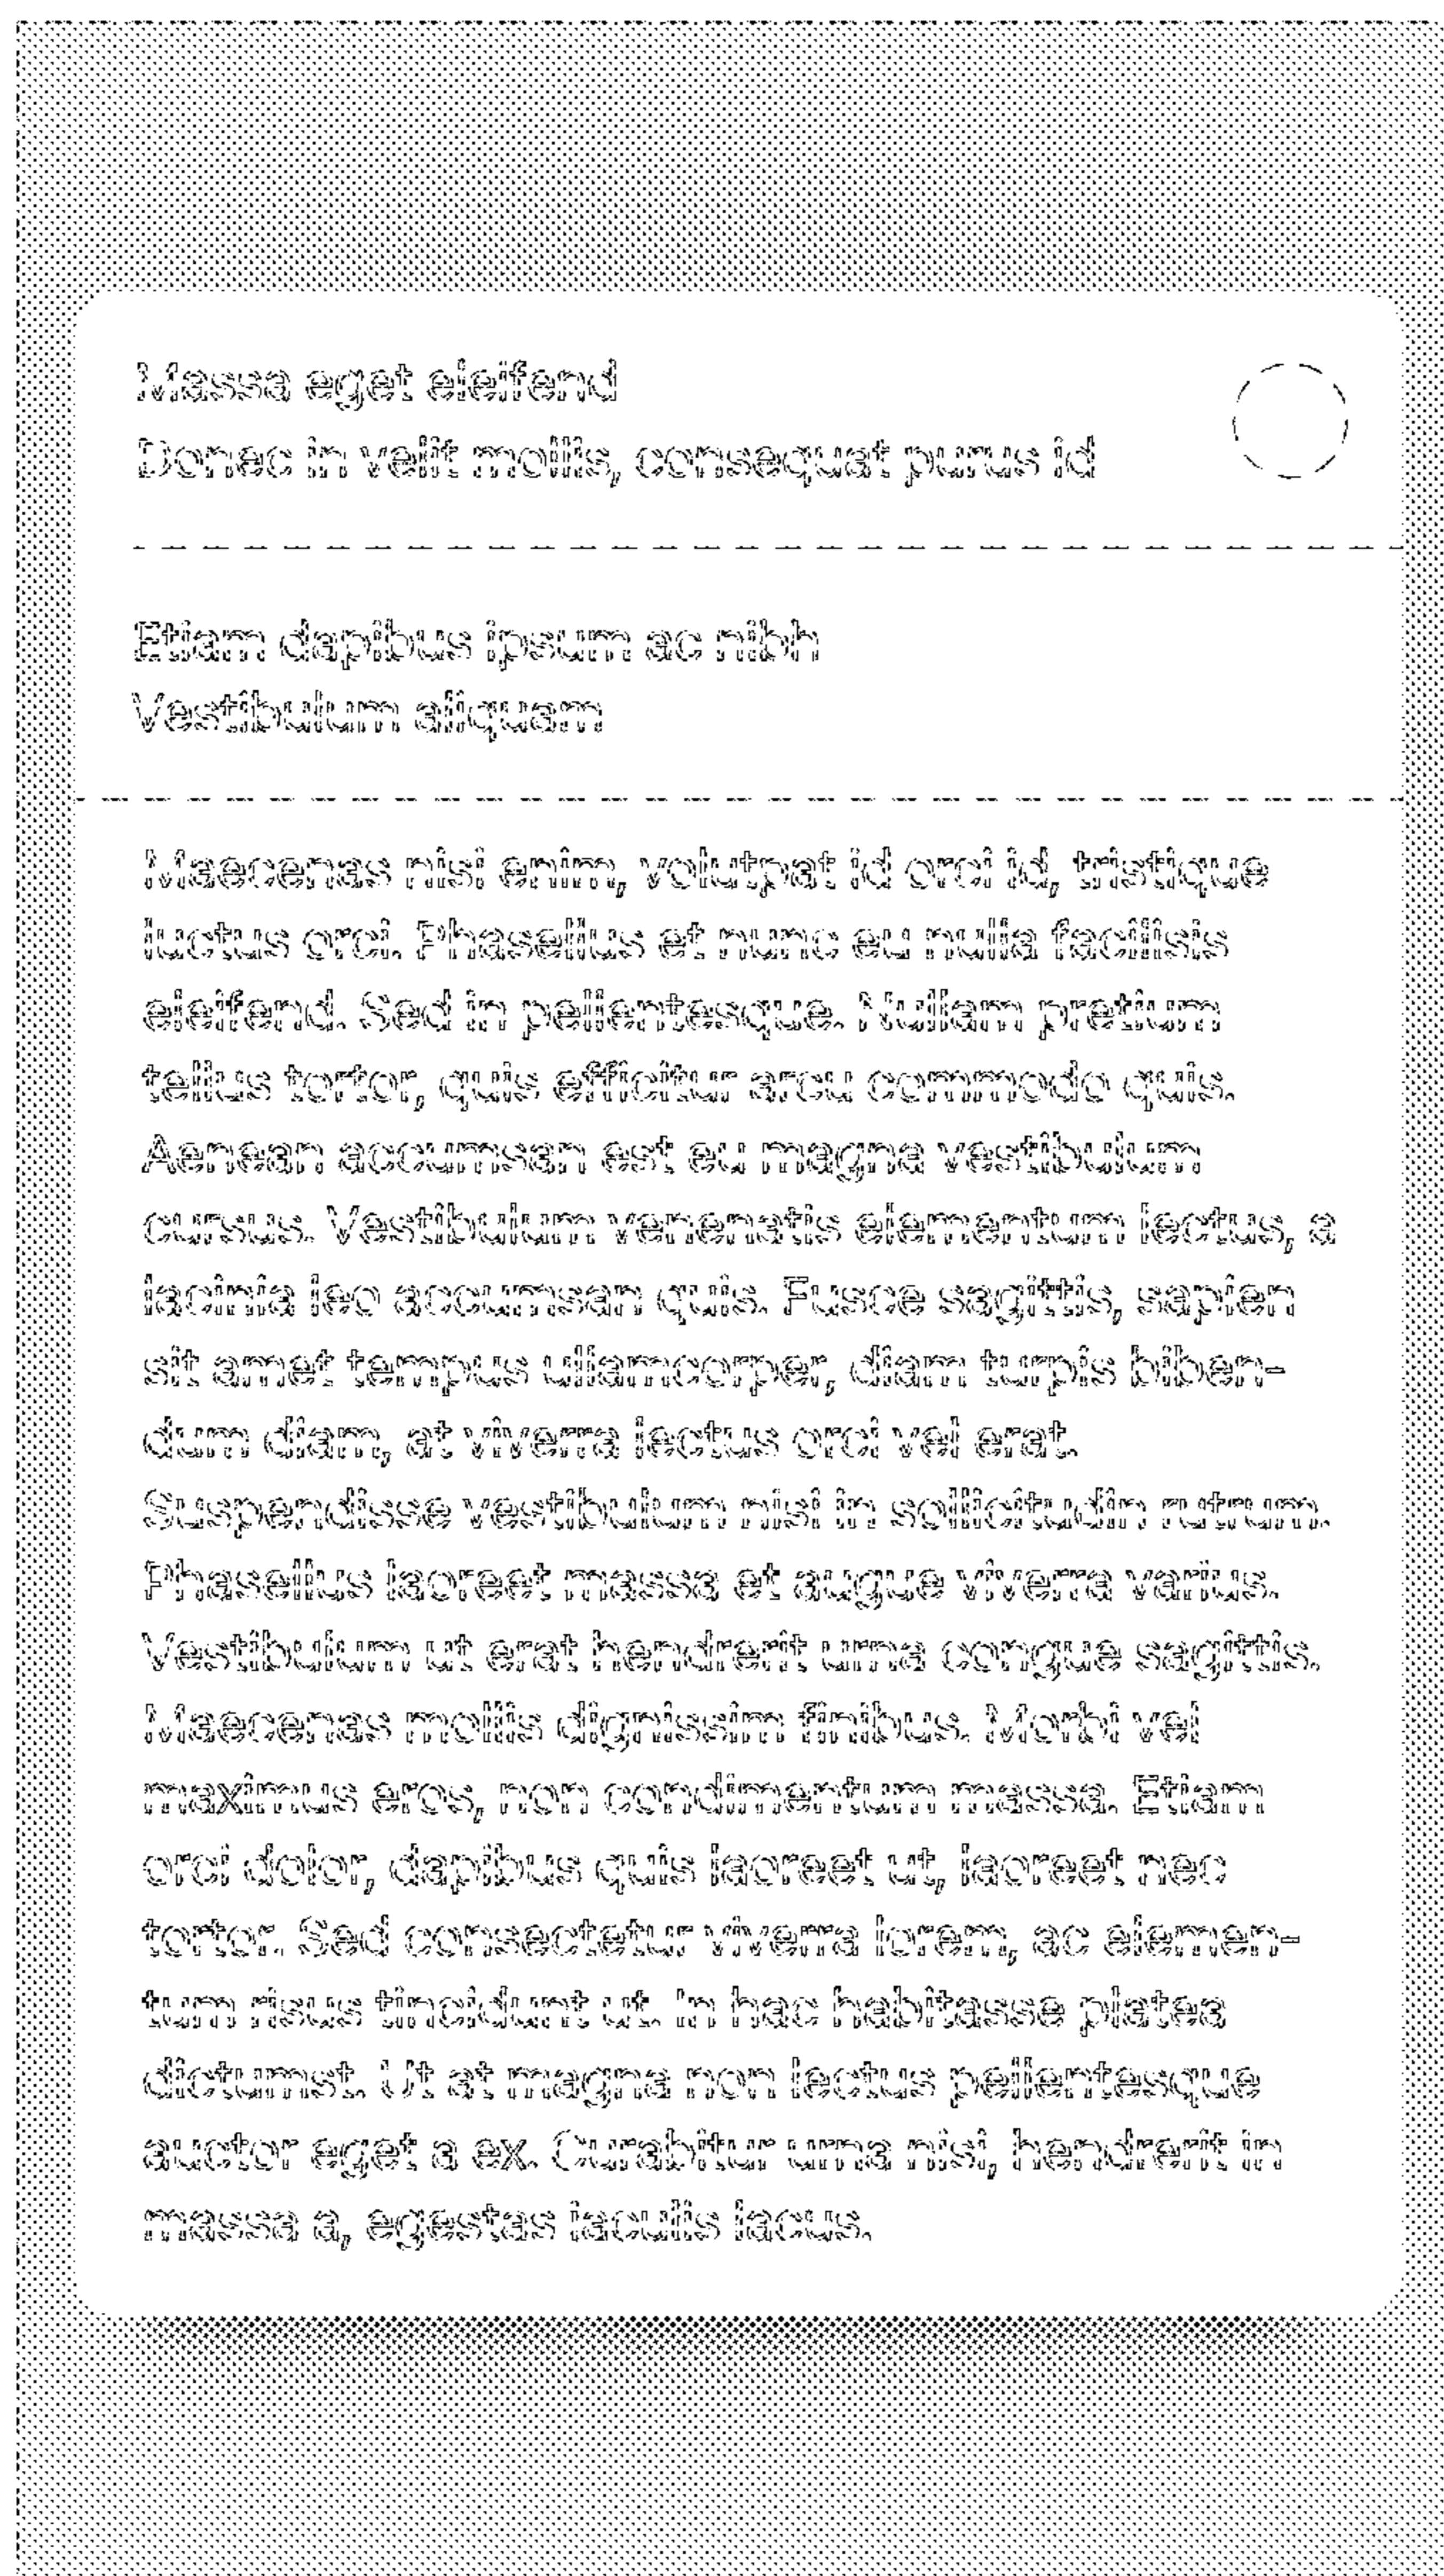 Massa eget eleifend
Donec in velit mollis, consequat purus id
Etiam dapibus ipsum ac nibh
Vestibulum aliquam
Maecenas nisi enim, volutpat id orci id, tristique
luctus orci. Phasellus et nunc eu nulla facilisis
eleifend. Sed in pellentesque. Nullam pretium
tellus tortor, quis efficitur arcu commodo quis.
Aenean accumsan est eu magna vestibulum
cursus. Vestibulum venenatis elementum lectus, a
lacinia leo accumsan quis. Fusce sagittis, sapien
sit amet tempus ullamcorper, diam turpis biben-
dum diam, at viverra lectus orci vel erat.
Suspendisse vestibulum nisi in sollicitudin rutrum.
Phasellus laoreet massa et augue viverra varius.
Vestibulum ut erat hendrerit urna congue sagittis.
Maecenas mollis dignissim finibus. Morbi vel
maximus eros, non condimentum massa. Etiam
orci dolor, dapibus quis laoreet ut, laoreet nec
tortor. Sed consectetur viverra lorem, ac elemen-
tum risus tincidunt ut. In hac habitasse platea
dictumst. Ut at magna non lectus pellentesque
auctor eget a ex. Curabitur urna nisi, hendrerit in
massa a, egestas iaculis lacus.